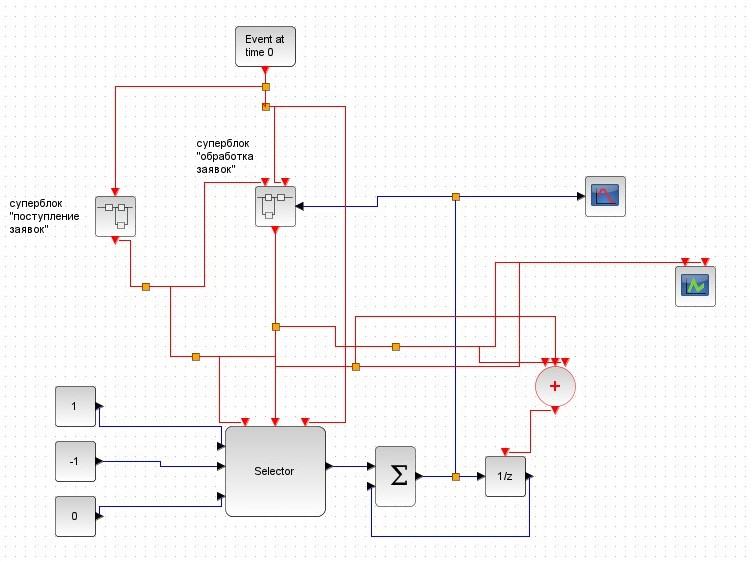 Event at
time 0
суперблок
"обработка
заявок"
суперблок
"поступление
заявок"
+
1
-1
Selector
Σ
1/z
0